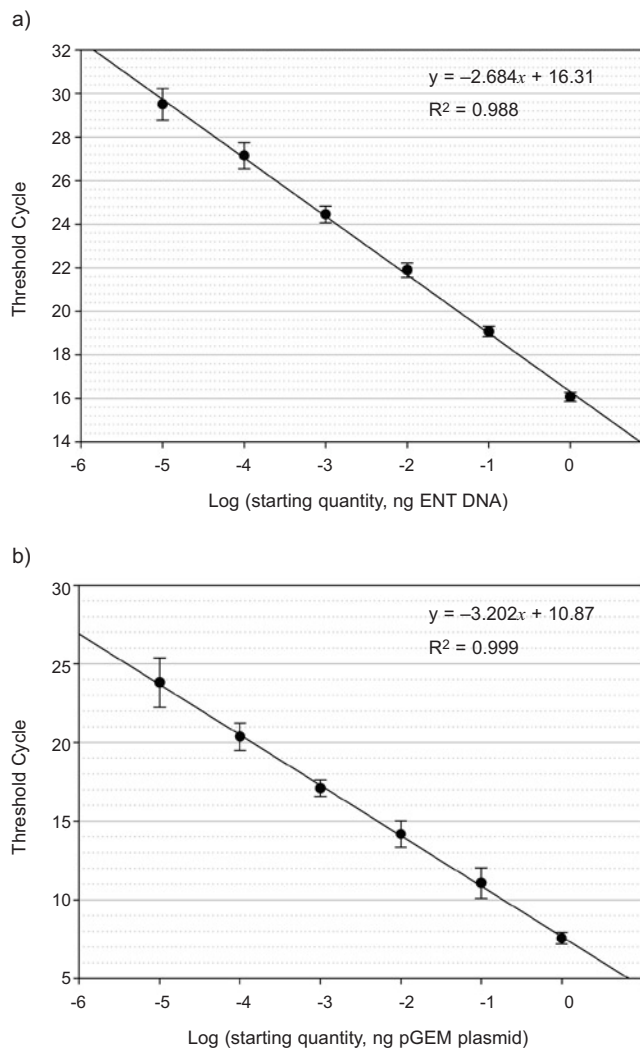 a)
32
30
28
26
24
22
20
18
16
14
Threshold Cycle
y = –2.684x + 16.31
R² = 0.988
-6 -5 -4 -3 -2 -1 0
Log (starting quantity, ng ENT DNA)
b)
30
25
20
15
10
5
Threshold Cycle
y = –3.202x + 10.87
R² = 0.999
-6 -5 -4 -3 -2 -1 0
Log (starting quantity, ng pGEM plasmid)